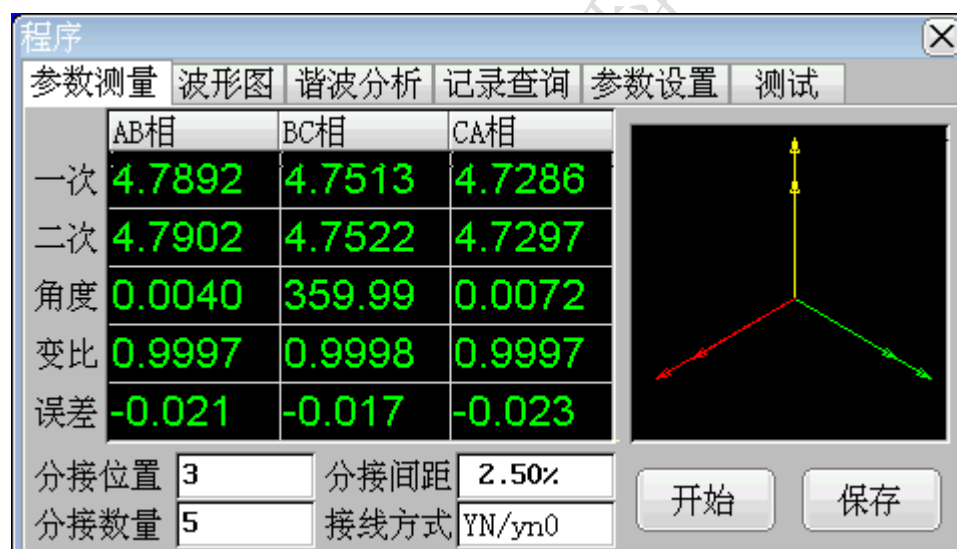 程序
参数测量 波形图 谐波分析 记录查询 参数设置 测试
AB相 BC相 CA相
一次 4.7892 4.7513 4.7286
二次 4.7902 4.7522 4.7297
角度 0.0040 359.99 0.0072
变比 0.9997 0.9998 0.9997
误差 -0.021 -0.017 -0.023
分接位置 3 分接间距 2.50%
分接数量 5 接线方式 YN/yn0
开始 保存